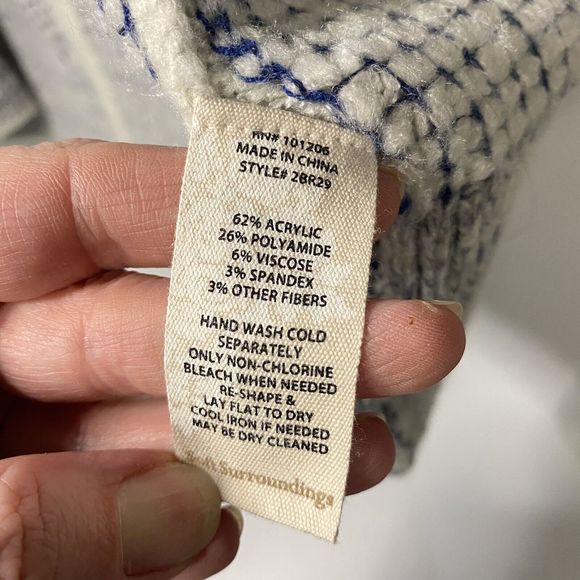 RN# 101206
MADE IN CHINA
STYLE# 2BR29
62% ACRYLIC
26% POLYAMIDE
6% VISCOSE
3% SPANDEX
3% OTHER FIBERS
HAND WASH COLD
SEPARATELY
ONLY NON-CHLORINE
BLEACH WHEN NEEDED
RE-SHAPE &
LAY FLAT TO DRY
COOL IRON IF NEEDED
MAY BE DRY CLEANED
Soft Surroundings